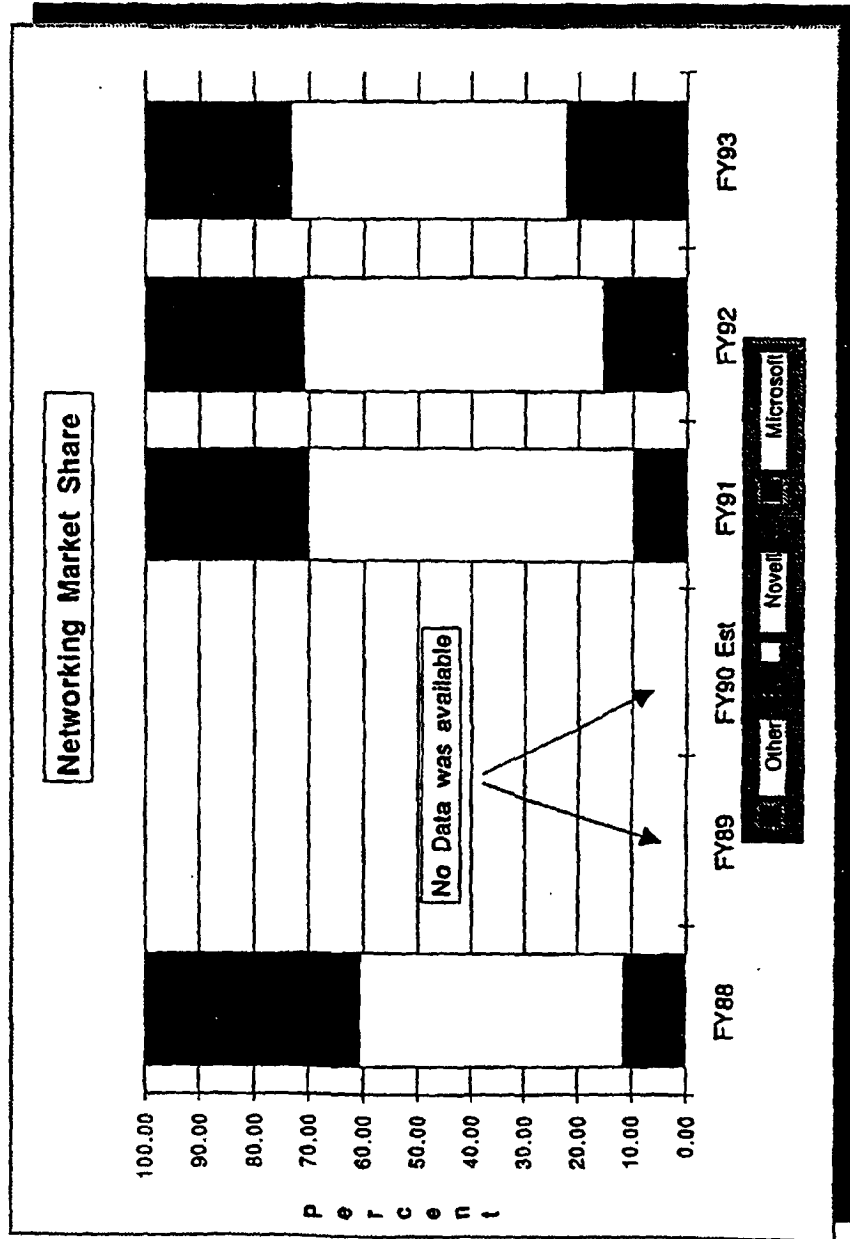 Networking Market Share
100.00
90.00
80.00
70.00
60.00
50.00
40.00
30.00
20.00
10.00
0.00
Percent
No Data was available
FY88 FY89 FY90 Est FY91 FY92 FY93
Other Novell Microsoft